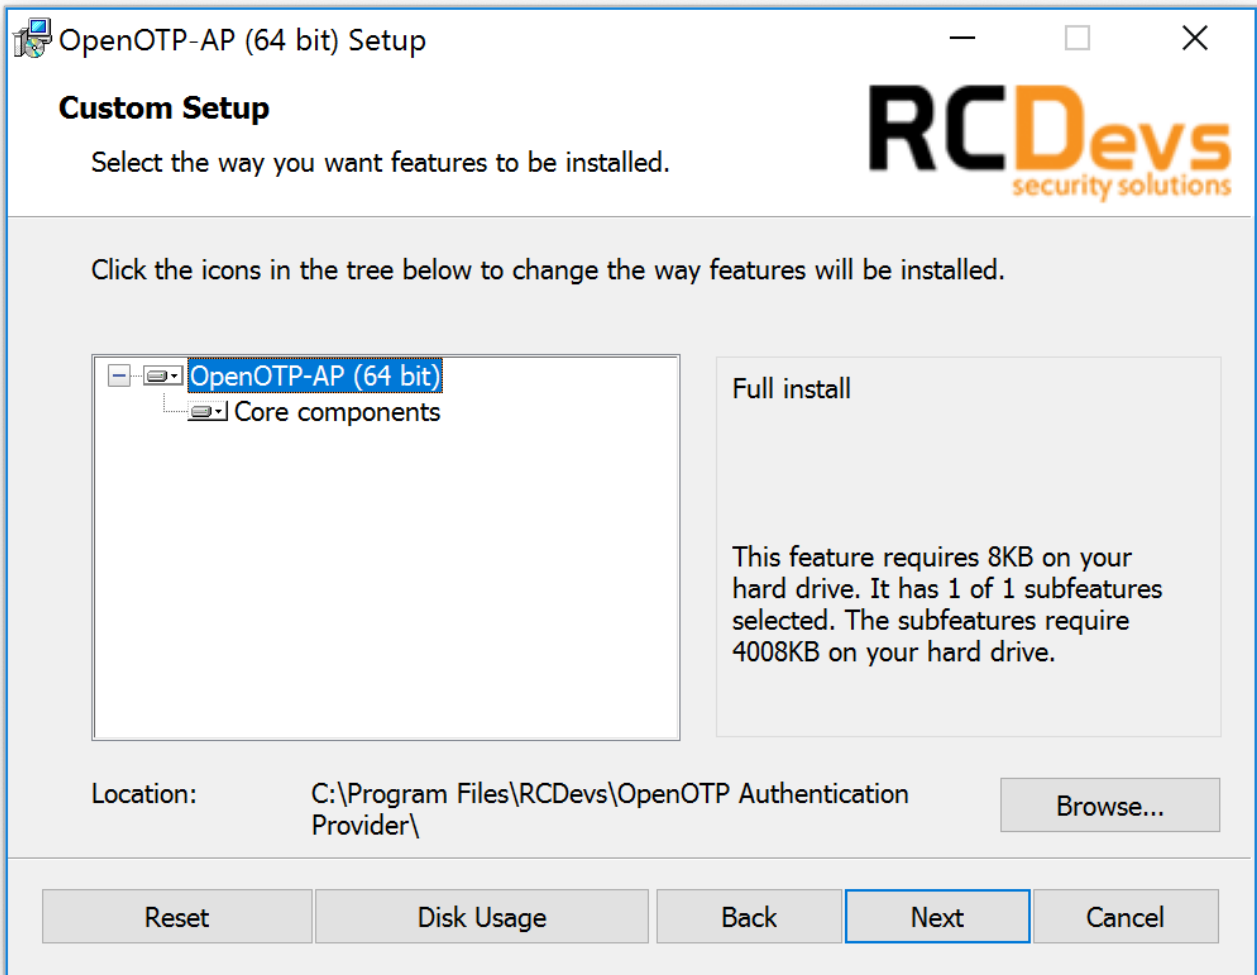 OpenOTP-AP (64 bit) Setup
Custom Setup
Select the way you want features to be installed.
RCDevs
security solutions
Click the icons in the tree below to change the way features will be installed.
OpenOTP-AP (64 bit)
Core components
Full install
This feature requires 8KB on your
hard drive. It has 1 of 1 subfeatures
selected. The subfeatures require
4008KB on your hard drive.
Location:
C:\Program Files\RCDevs\OpenOTP Authentication
Provider\
Browse...
Reset
Disk Usage
Back
Next
Cancel